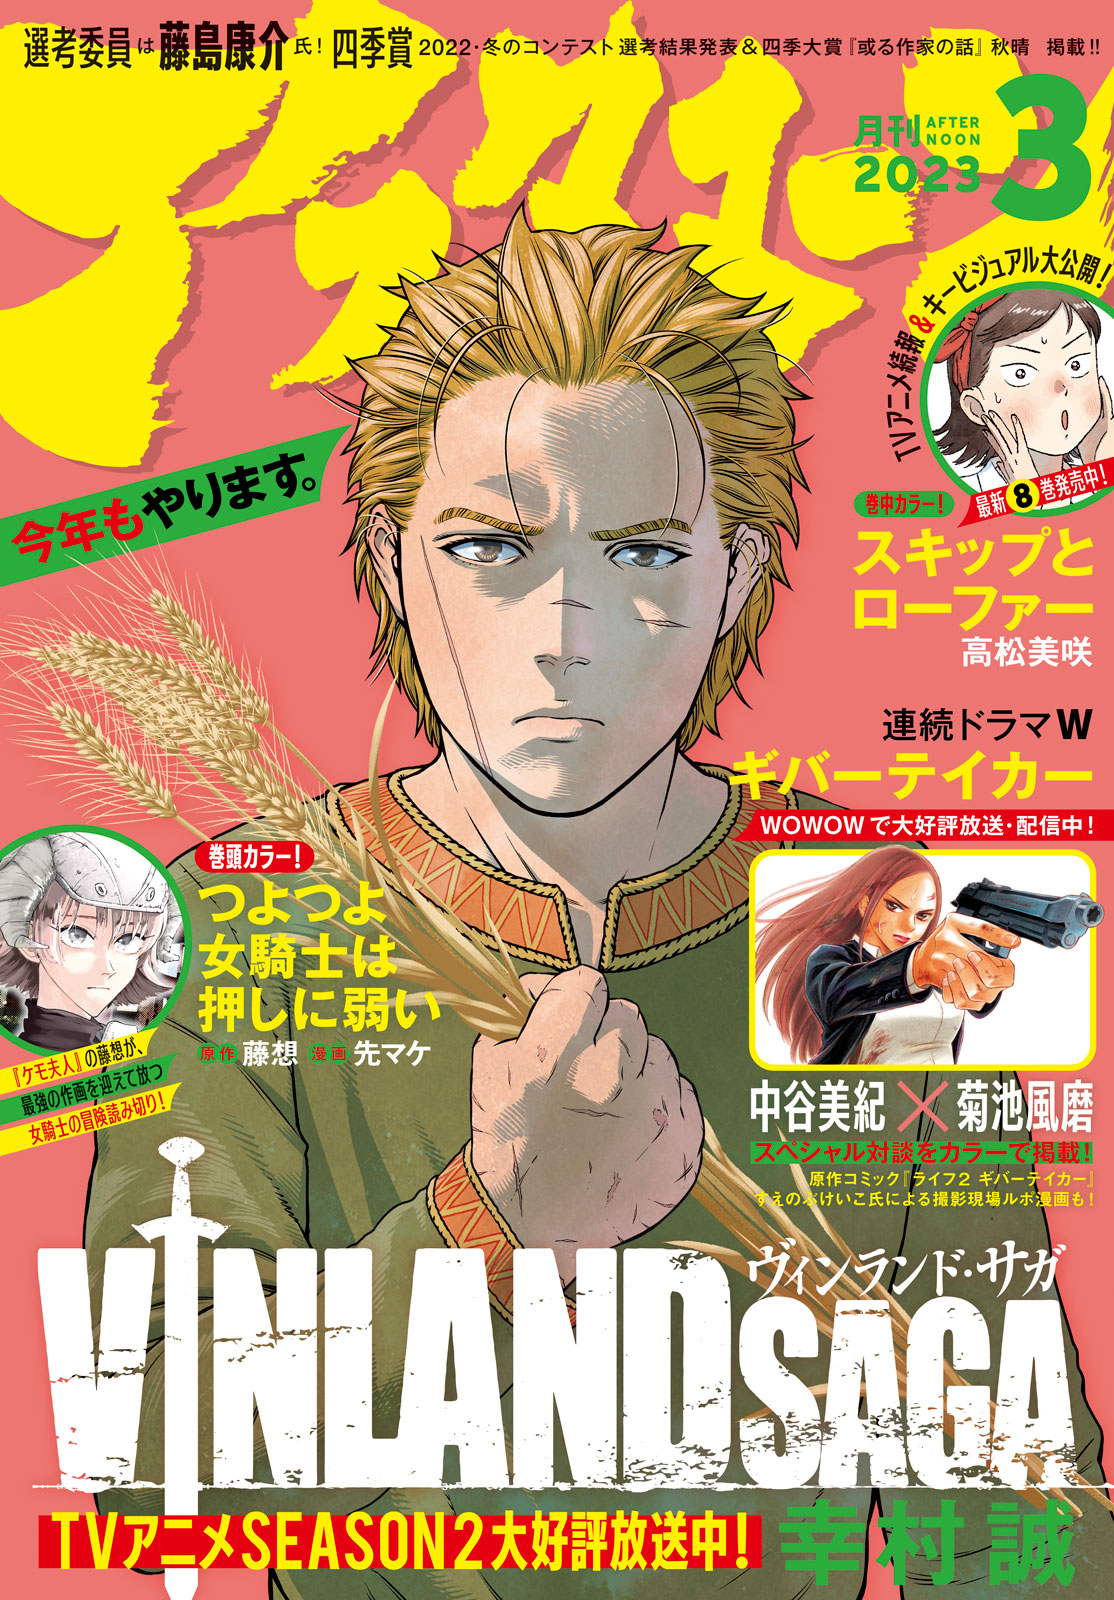 選考委員は藤島康介氏! 四季賞 2022・冬のコンテスト選考結果発表&四季大賞『或る作家の話』秋晴 掲載!!
アフタヌーン
月刊 AFTERNOON
2023 3
TVアニメ続報&キービジュアル大公開!
今年もやります。
最新8巻発売中!
巻中カラー!
スキップと
ローファー
高松美咲
連続ドラマW
ギバーテイカー
WOWOWで大好評放送・配信中!
巻頭カラー!
つよつよ
女騎士は
押しに弱い
原作 藤想 漫画 先マケ
『ケモ夫人』の藤想が、
最強の作画を迎えて放つ
女騎士の冒険読み切り!
中谷美紀×菊池風磨
スペシャル対談をカラーで掲載!
原作コミック『ライフ2 ギバーテイカー』
すえのぶけいこ氏による撮影現場ルポ漫画も!
ヴィンランド・サガ
VINLAND SAGA
TVアニメSEASON2大好評放送中!
幸村誠